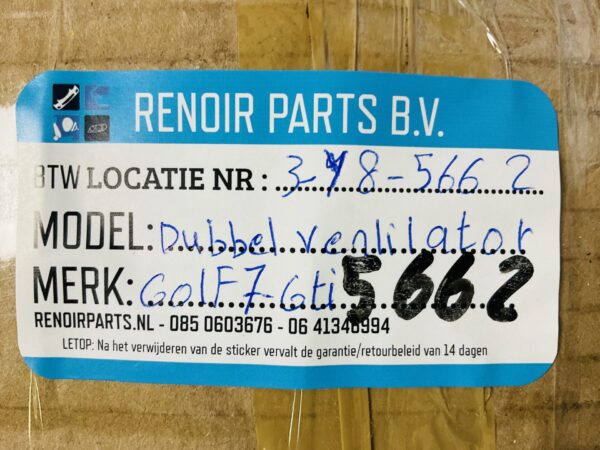 RENOIR PARTS B.V.
BTW LOCATIE NR : 348-566 2
MODEL: Dubbel ventilator
MERK: Golf 7-Gti 5662
RENOIRPARTS.NL - 085 0603676 - 06 41348994
LETOP: Na het verwijderen van de sticker vervalt de garantie/retourbeleid van 14 dagen